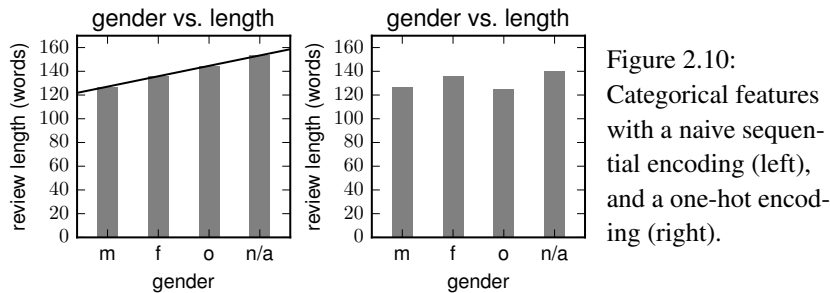 gender vs. length
160
140
120
100
80
60
40
20
0
review length (words)
m f o n/a
gender
gender vs. length
160
140
120
100
80
60
40
20
0
review length (words)
m f o n/a
gender
Figure 2.10:
Categorical features
with a naive sequen-
tial encoding (left),
and a one-hot encod-
ing (right).